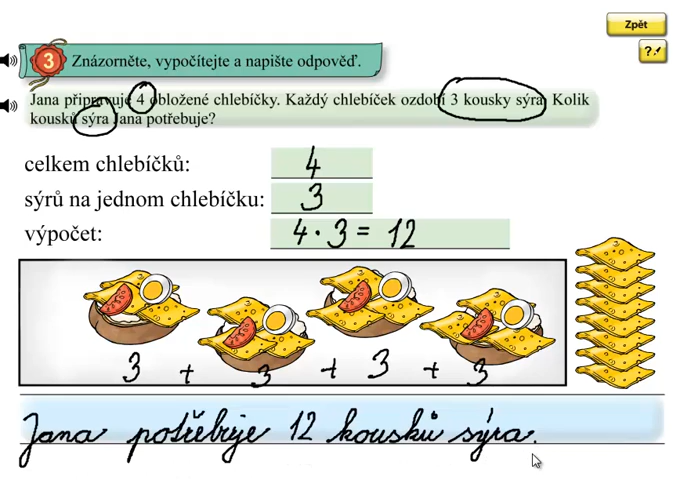 Zpět
3 Znázorněte, vypočítejte a napište odpověď.
?
Jana připravuje 4 obložené chlebíčky. Každý chlebíček ozdobí 3 kousky sýra. Kolik
kousků sýra Jana potřebuje?
celkem chlebíčků: 4
sýrů na jednom chlebíčku: 3
výpočet: 4 · 3 = 12
3 + 3 + 3 + 3
Jana potřebuje 12 kousků sýra.